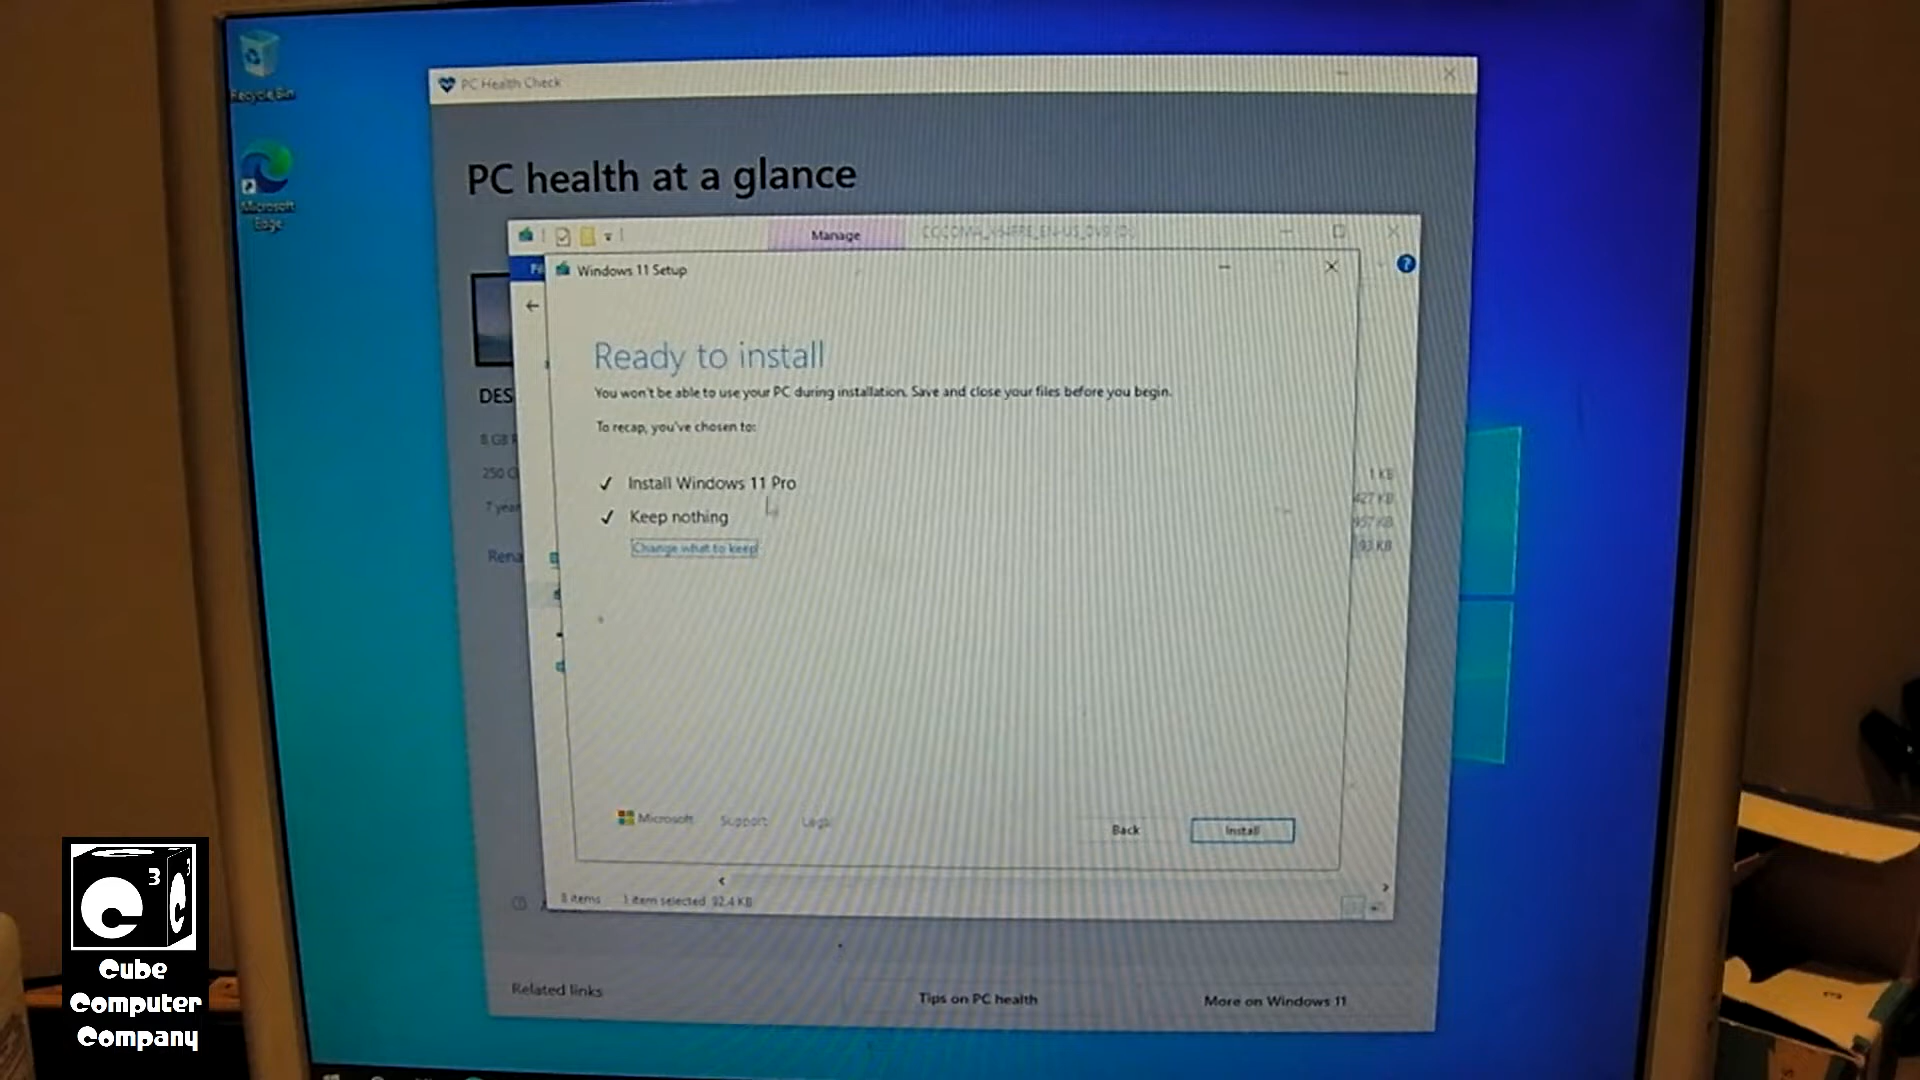 Recycle Bin
Microsoft
Edge
PC Health Check
PC health at a glance
Manage
Windows 11 Setup
Ready to install
You won't be able to use your PC during installation. Save and close your files before you begin.
To recap, you've chosen to:
Install Windows 11 Pro
Keep nothing
Change what to keep
DES
8 GB R
250 G
7 year
Rena
1 KB
427 KB
957 KB
93 KB
Microsoft
Support
Legal
Back
Install
8 items
1 item selected 92.4 KB
Related links
Tips on PC health
More on Windows 11
C3
C3
Cube
Computer
Company